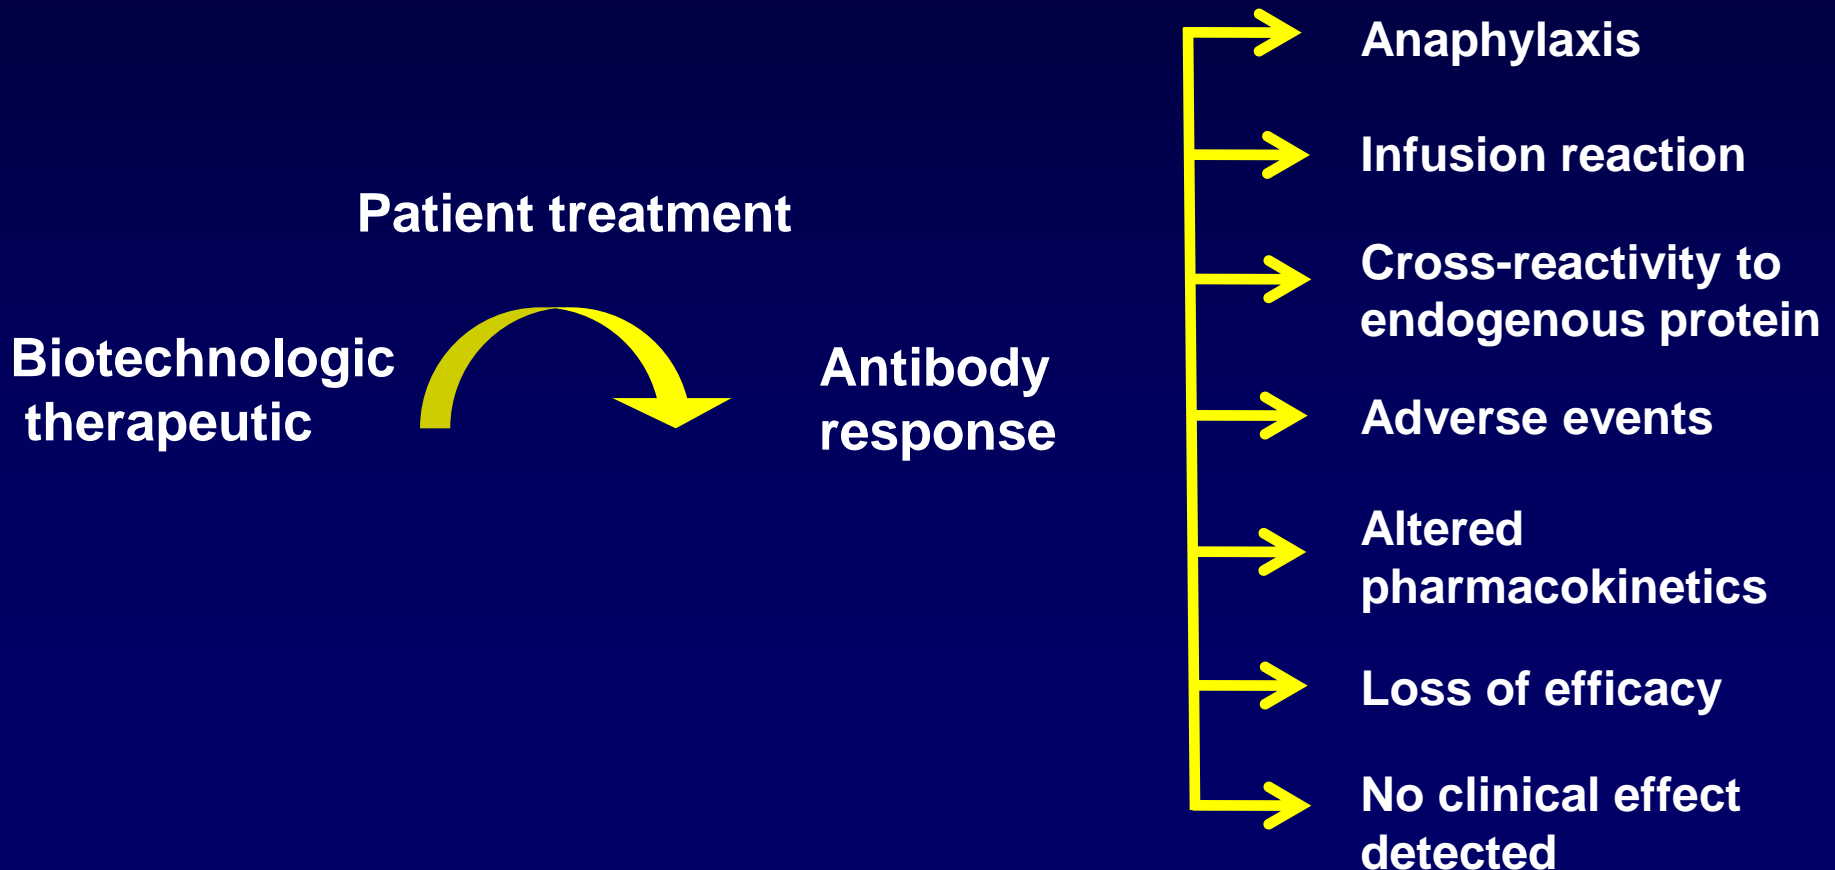 Patient treatment
Biotechnologic
therapeutic
Antibody
response
Anaphylaxis
Infusion reaction
Cross-reactivity to
endogenous protein
Adverse events
Altered
pharmacokinetics
Loss of efficacy
No clinical effect
detected